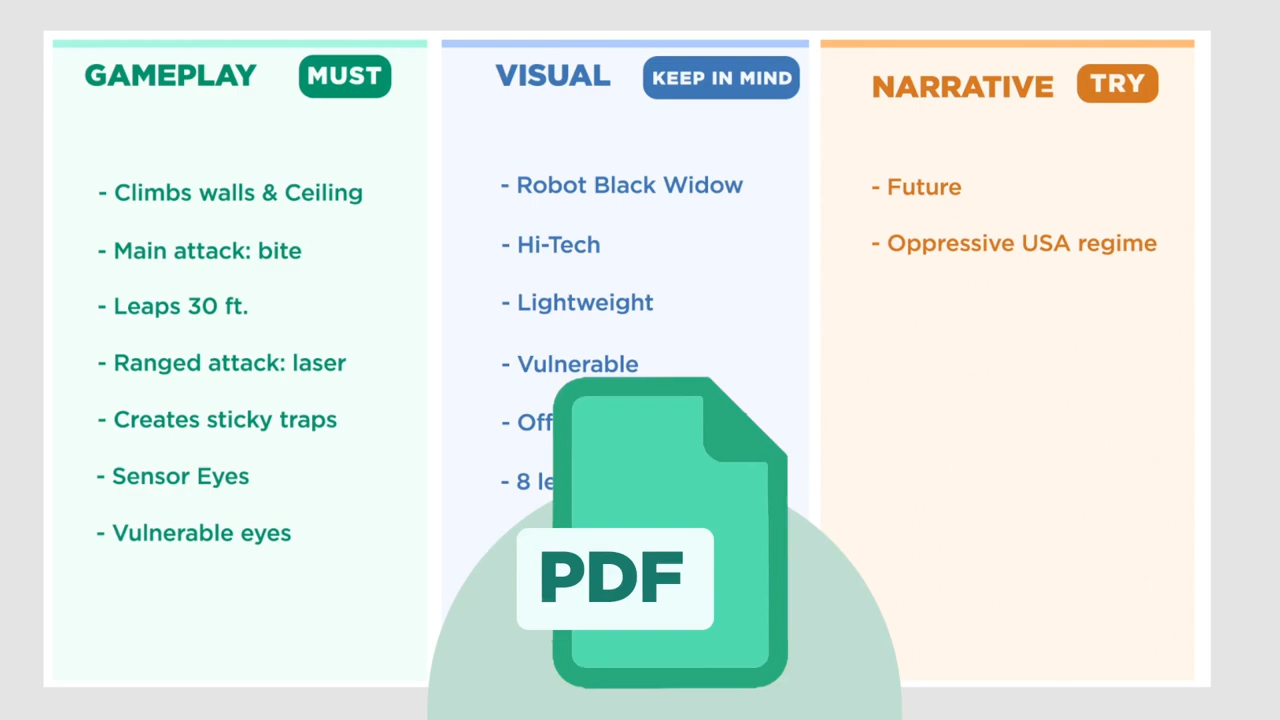 GAMEPLAY MUST
- Climbs walls & Ceiling
- Main attack: bite
- Leaps 30 ft.
- Ranged attack: laser
- Creates sticky traps
- Sensor Eyes
- Vulnerable eyes
VISUAL KEEP IN MIND
- Robot Black Widow
- Hi-Tech
- Lightweight
- Vulnerable
- 8
NARRATIVE TRY
- Future
- Oppressive USA regime
PDF